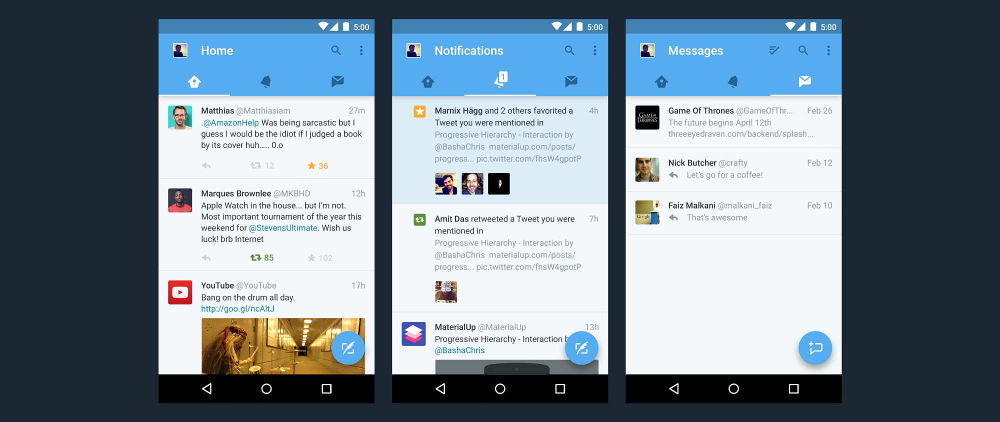 5:00
Home
Matthias @Matthiasiam 27m
.@AmazonHelp Was being sarcastic but I
guess I would be the idiot if I judged a book
by its cover huh..... 0.o
12 36
Marques Brownlee @MKBHD 12h
Apple Watch in the house... but I'm not.
Most important tournament of the year this
weekend for @StevensUltimate. Wish us
luck! brb Internet
85 102
YouTube @YouTube 17h
Bang on the drum all day.
http://goo.gl/ncAltJ
5:00
Notifications
1
Marnix Hägg and 2 others favorited a 4h
Tweet you were mentioned in
Progressive Hierarchy - Interaction by
@BashaChris materialup.com/posts/
progress... pic.twitter.com/fhsW4gpotP
Amit Das retweeted a Tweet you were 7h
mentioned in
Progressive Hierarchy - Interaction by
@BashaChris materialup.com/posts/
progress... pic.twitter.com/fhsW4gpotP
MaterialUp @MaterialUp 13h
Progressive Hierarchy - Interaction
@BashaChris
5:00
Messages
GAME OF
THRONES
Game Of Thrones @GameOfThr... Feb 26
The future begins April 12th
threeeyedraven.com/backend/splash...
Nick Butcher @crafty Feb 12
Let's go for a coffee!
Google
Faiz Malkani @malkani_faiz Feb 10
That's awesome